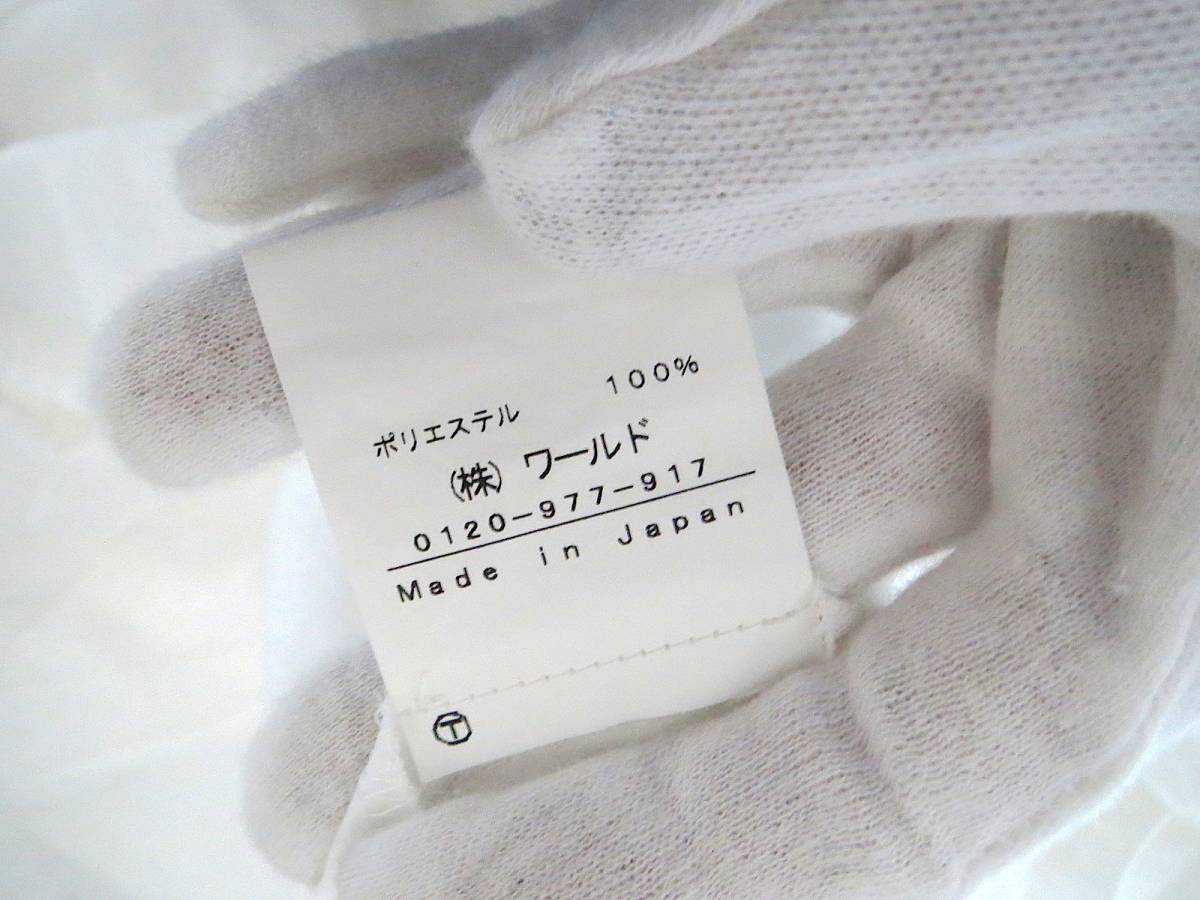 ポリエステル 100%
(株) ワールド
0120-977-917
Made in Japan
Ⓣ